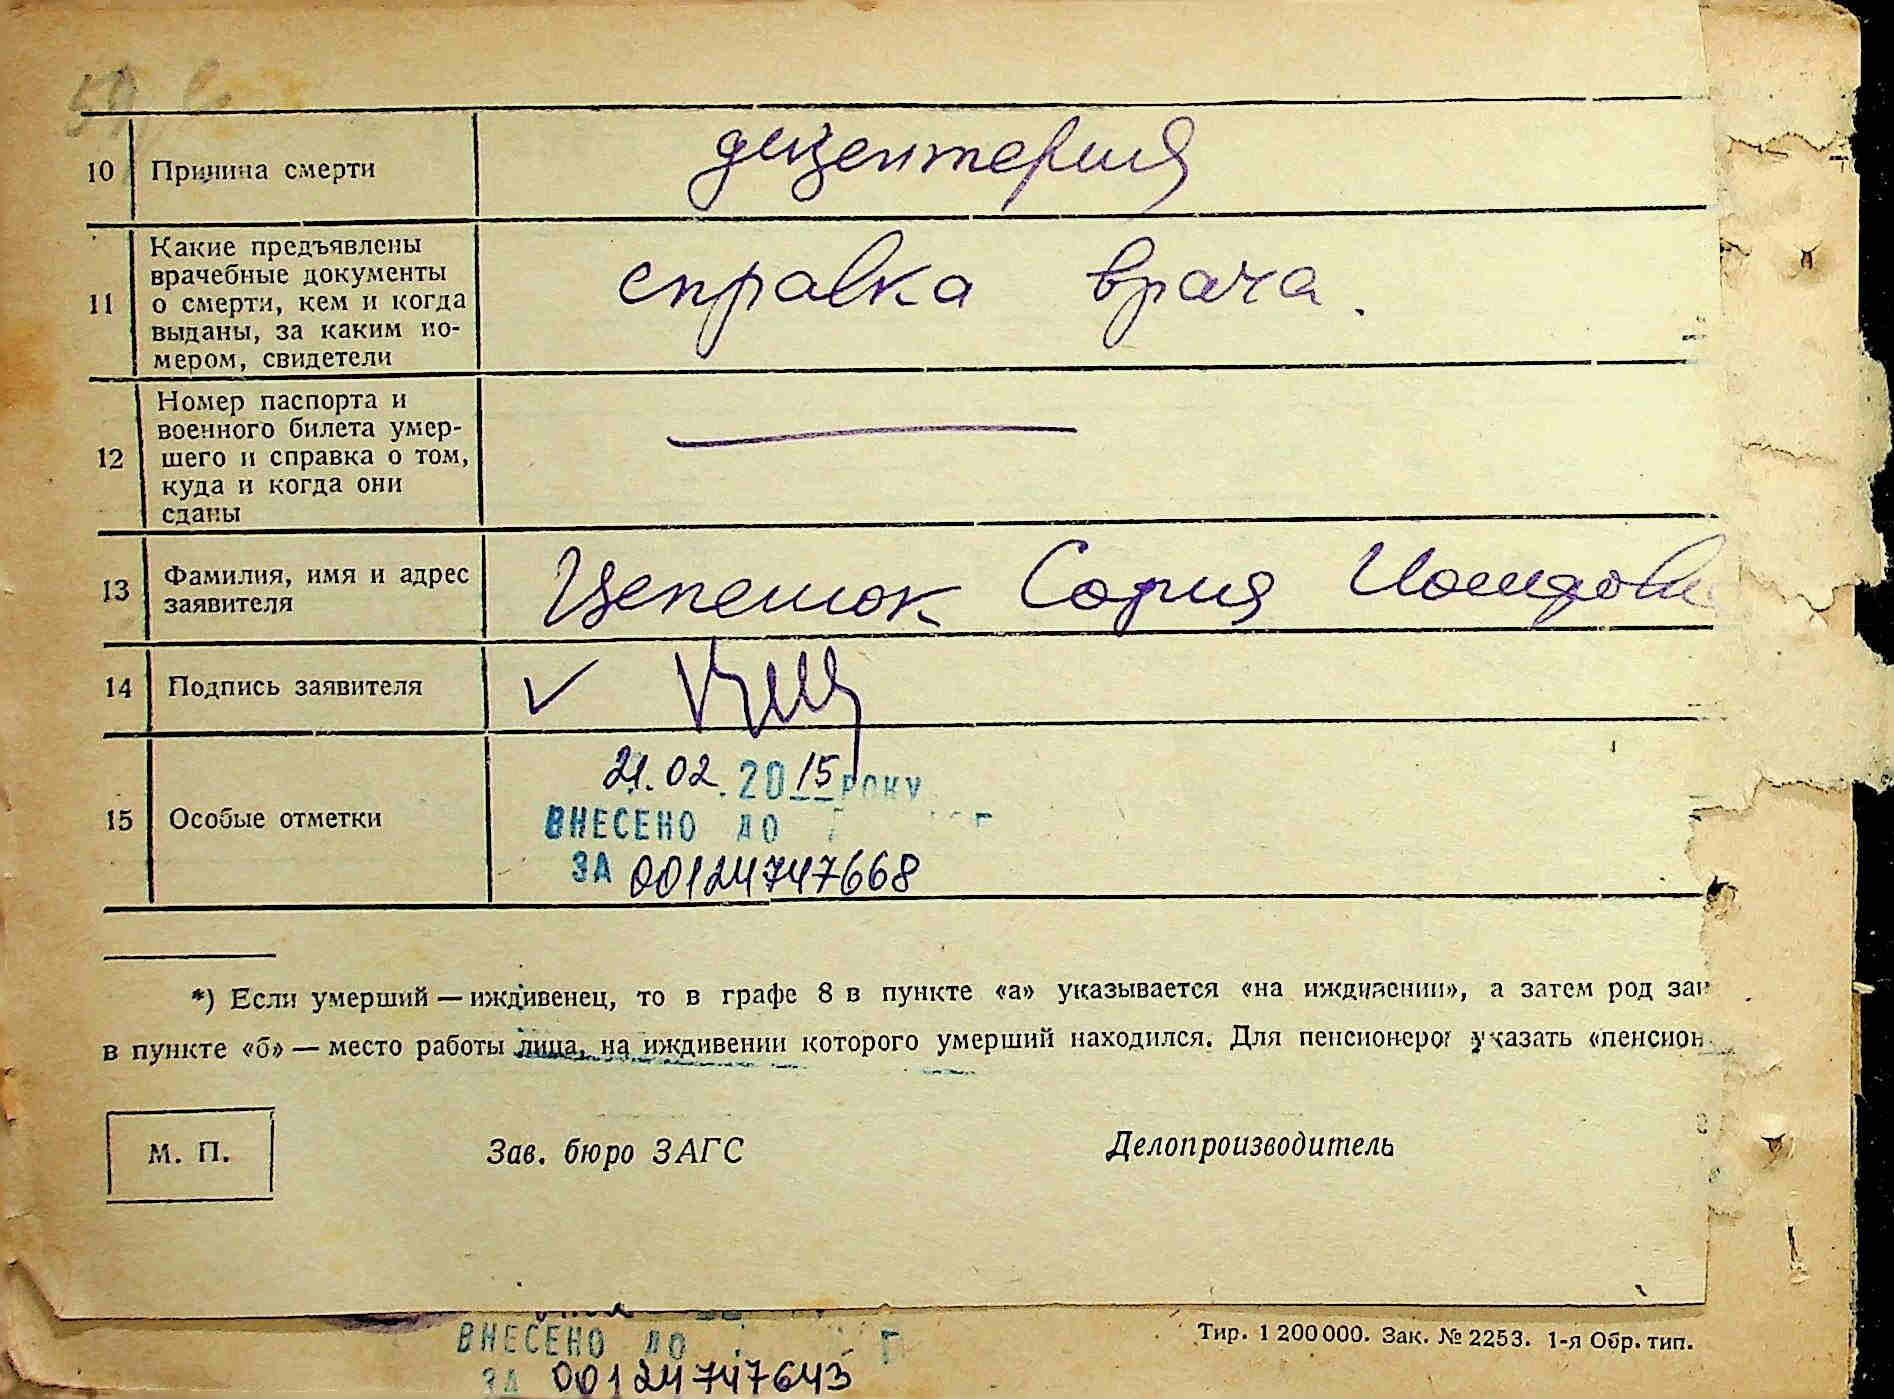 10 Причина смерти дизентерия
11 Какие предъявлены
врачебные документы
о смерти, кем и когда
выданы, за каким но-
мером, свидетели
справка врача.
12 Номер паспорта и
военного билета умер-
шего и справка о том,
куда и когда они
сданы
13 Фамилия, имя и адрес
заявителя
Цепенюк София
14 Подпись заявителя
15 Особые отметки
21.02.2015 РОКУ
ВНЕСЕНО ДО
ЗА 00124747668
*) Если умерший — иждивенец, то в графе 8 в пункте «а» указывается «на иждивении», а затем род зан
в пункте «б» — место работы лица, на иждивении которого умерший находился. Для пенсионеров указать «пенсион
М. П. Зав. бюро ЗАГС Делопроизводитель
Тир. 1 200 000. Зак. № 2253. 1-я Обр. тип.
ВНЕСЕНО ДО
ЗА 00124747643